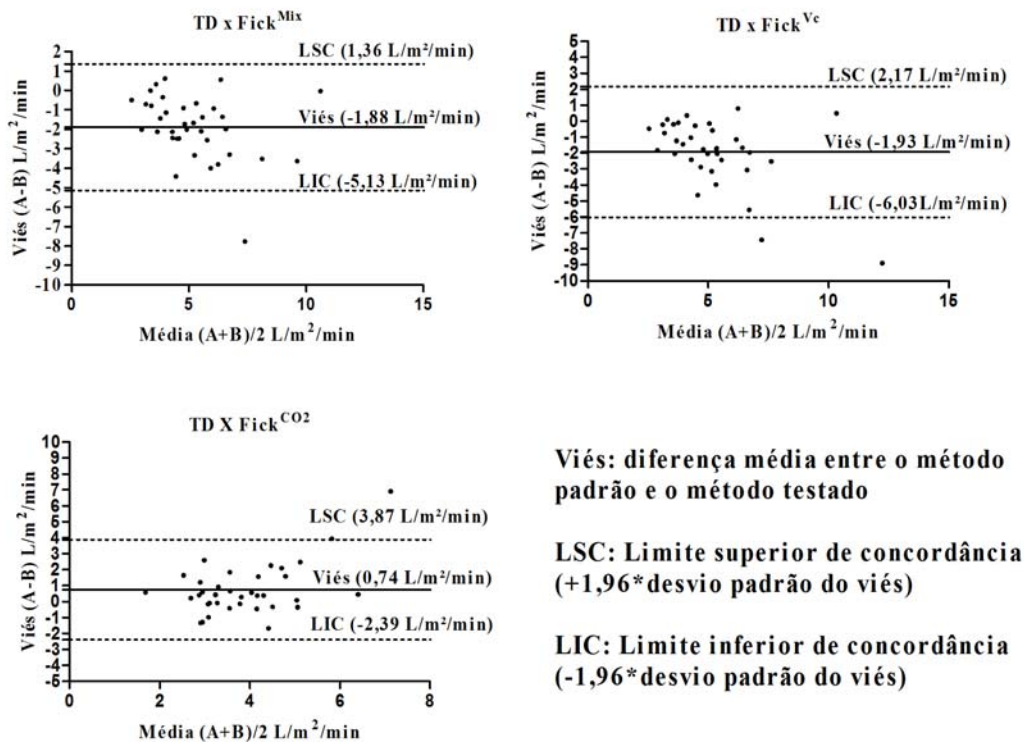 TD x Fick^Mix
LSC (1,36 L/m²/min)
Viés (-1,88 L/m²/min)
LIC (-5,13 L/m²/min)
Viés (A-B) L/m²/min
2
1
0
-1
-2
-3
-4
-5
-6
-7
-8
-9
-10
0
5
10
15
Média (A+B)/2 L/m²/min
TD x Fick^Vc
LSC (2,17 L/m²/min)
Viés (-1,93 L/m²/min)
LIC (-6,03L/m²/min)
Viés (A-B) L/m²/min
5
4
3
2
1
0
-1
-2
-3
-4
-5
-6
-7
-8
-9
-10
0
5
10
15
Média (A+B)/2 L/m²/min
TD X Fick^CO2
LSC (3,87 L/m²/min)
Viés (0,74 L/m²/min)
LIC (-2,39 L/m²/min)
Viés (A-B) L/m²/min
10
9
8
7
6
5
4
3
2
1
0
-1
-2
-3
-4
-5
0
2
4
6
8
Média (A+B)/2 L/m²/min
Viés: diferença média entre o método
padrão e o método testado
LSC: Limite superior de concordância
(+1,96*desvio padrão do viés)
LIC: Limite inferior de concordância
(-1,96*desvio padrão do viés)